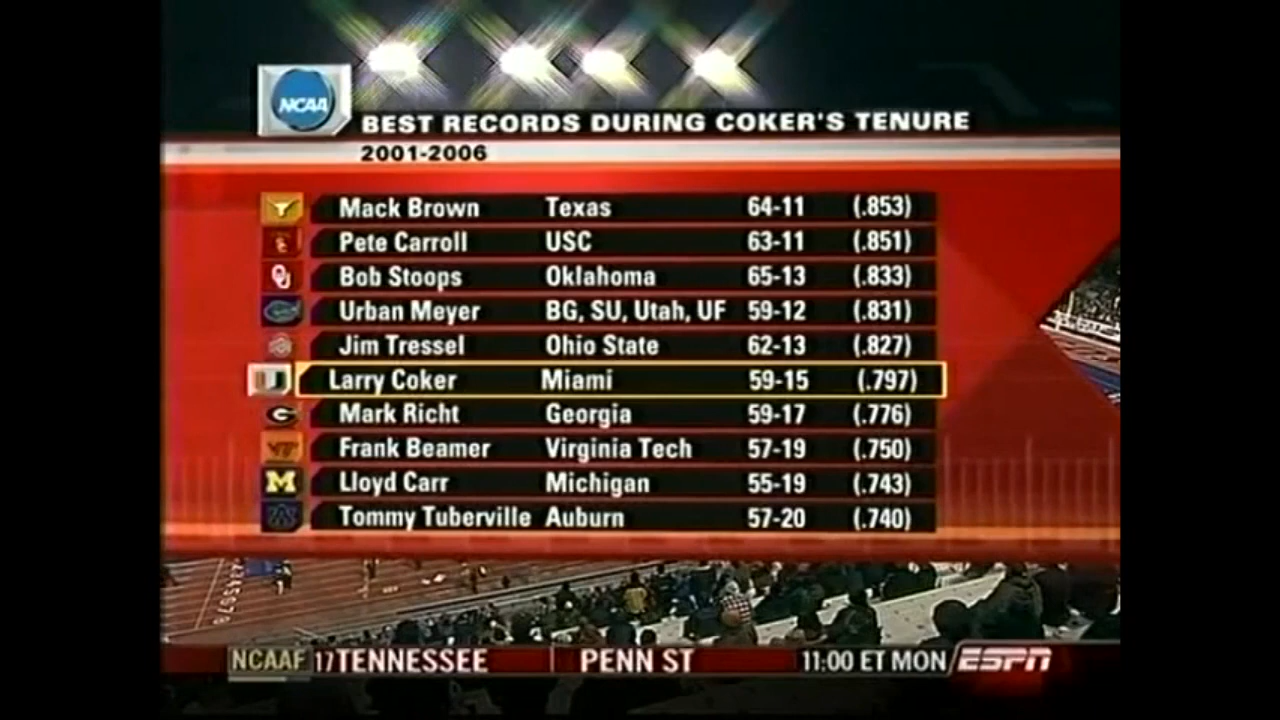 NCAA
BEST RECORDS DURING COKER'S TENURE
2001-2006
Mack Brown Texas 64-11 (.853)
Pete Carroll USC 63-11 (.851)
OU Bob Stoops Oklahoma 65-13 (.833)
Urban Meyer BG, SU, Utah, UF 59-12 (.831)
Jim Tressel Ohio State 62-13 (.827)
U Larry Coker Miami 59-15 (.797)
G Mark Richt Georgia 59-17 (.776)
VT Frank Beamer Virginia Tech 57-19 (.750)
M Lloyd Carr Michigan 55-19 (.743)
AU Tommy Tuberville Auburn 57-20 (.740)
NCAAF 17 TENNESSEE PENN ST 11:00 ET MON ESPN